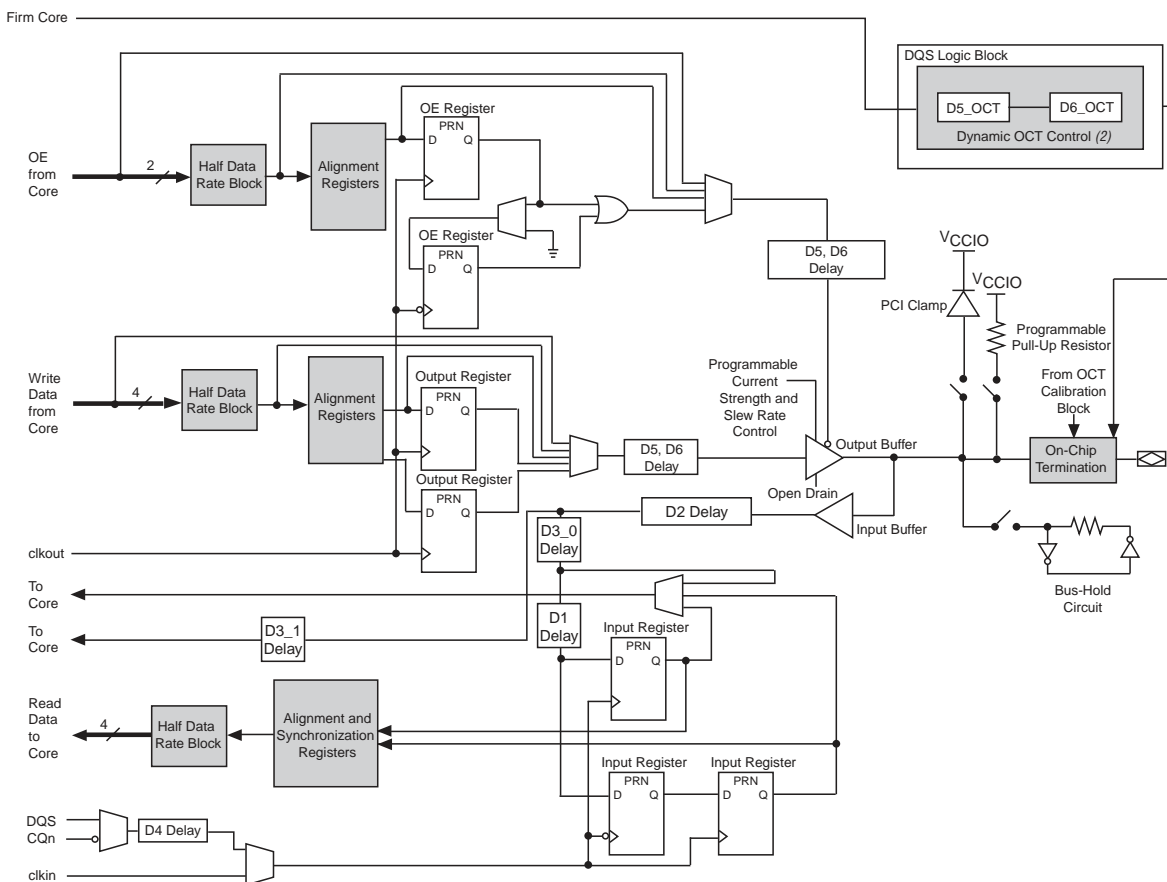 Firm Core
DQS Logic Block
D5_OCT
D6_OCT
Dynamic OCT Control (2)
OE
from
Core
2
Half Data
Rate Block
Alignment
Registers
OE Register
PRN
D
Q
OE Register
PRN
D
Q
D5, D6
Delay
VCCIO
VCCIO
PCI Clamp
Programmable
Pull-Up Resistor
From OCT
Calibration
Block
On-Chip
Termination
Write
Data
from
Core
4
Half Data
Rate Block
Alignment
Registers
Output Register
PRN
D
Q
Output Register
PRN
D
Q
D5, D6
Delay
Programmable
Current
Strength and
Slew Rate
Control
Output Buffer
Open Drain
Input Buffer
D2 Delay
D3_0
Delay
clkout
To
Core
To
Core
D3_1
Delay
D1
Delay
Input Register
PRN
D
Q
Bus-Hold
Circuit
Read
Data
to
Core
4
Half Data
Rate Block
Alignment and
Synchronization
Registers
Input Register
PRN
D
Q
Input Register
PRN
D
Q
DQS
CQn
D4 Delay
clkin